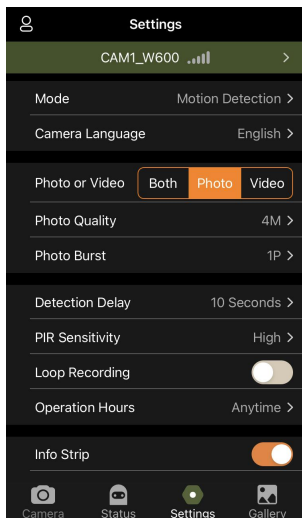 Settings
CAM1_W600
Mode Motion Detection
Camera Language English
Photo or Video Both Photo Video
Photo Quality 4M
Photo Burst 1P
Detection Delay 10 Seconds
PIR Sensitivity High
Loop Recording
Operation Hours Anytime
Info Strip
Camera Status Settings Gallery